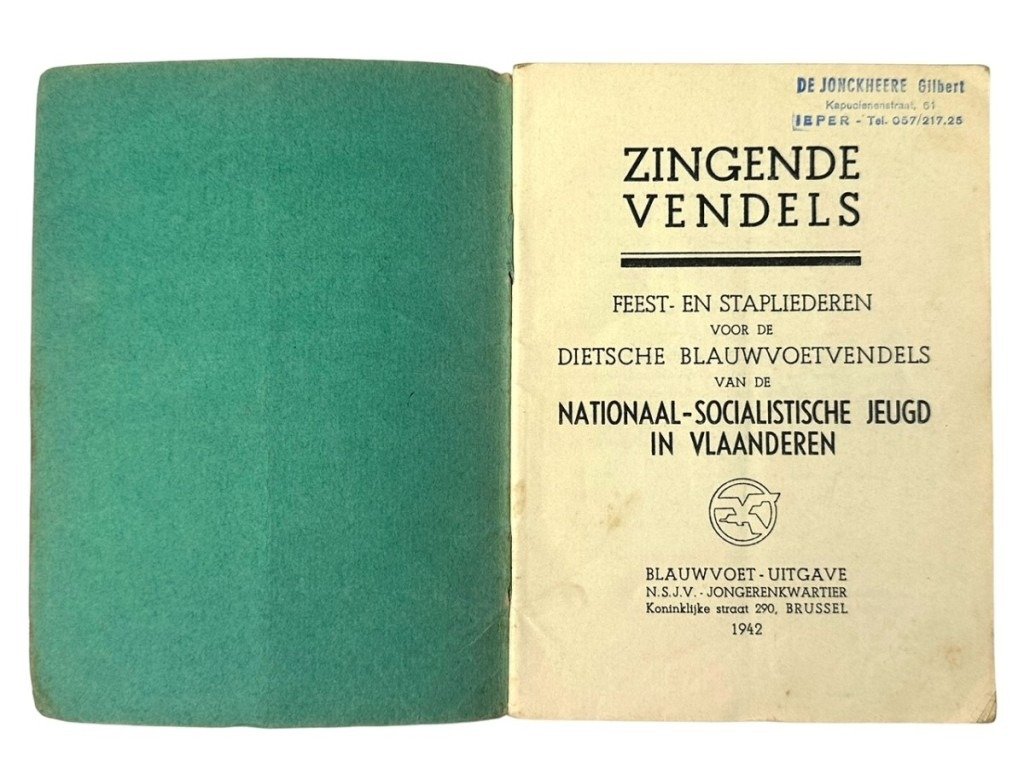 DE JONCKHEERE Gilbert
Kapucienenstraat, 61
IEPER - Tel. 057/217.25
ZINGENDE
VENDELS
FEEST- EN STAPLIEDEREN
VOOR DE
DIETSCHE BLAUWVOETVENDELS
VAN DE
NATIONAAL-SOCIALISTISCHE JEUGD
IN VLAANDEREN
BLAUWVOET-UITGAVE
N.S.J.V.-JONGERENKWARTIER
Koninklijke straat 290, BRUSSEL
1942